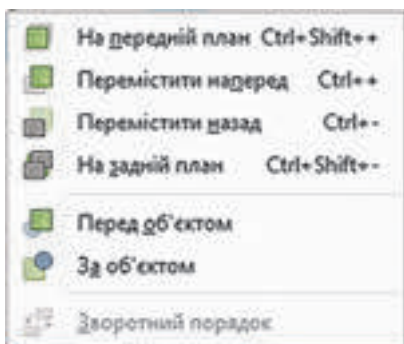 На передній план Ctrl+Shift++
Перемістити наперед Ctrl++
Перемістити назад Ctrl+-
На задній план Ctrl+Shift+-
Перед об'єктом
За об'єктом
Зворотний порядок